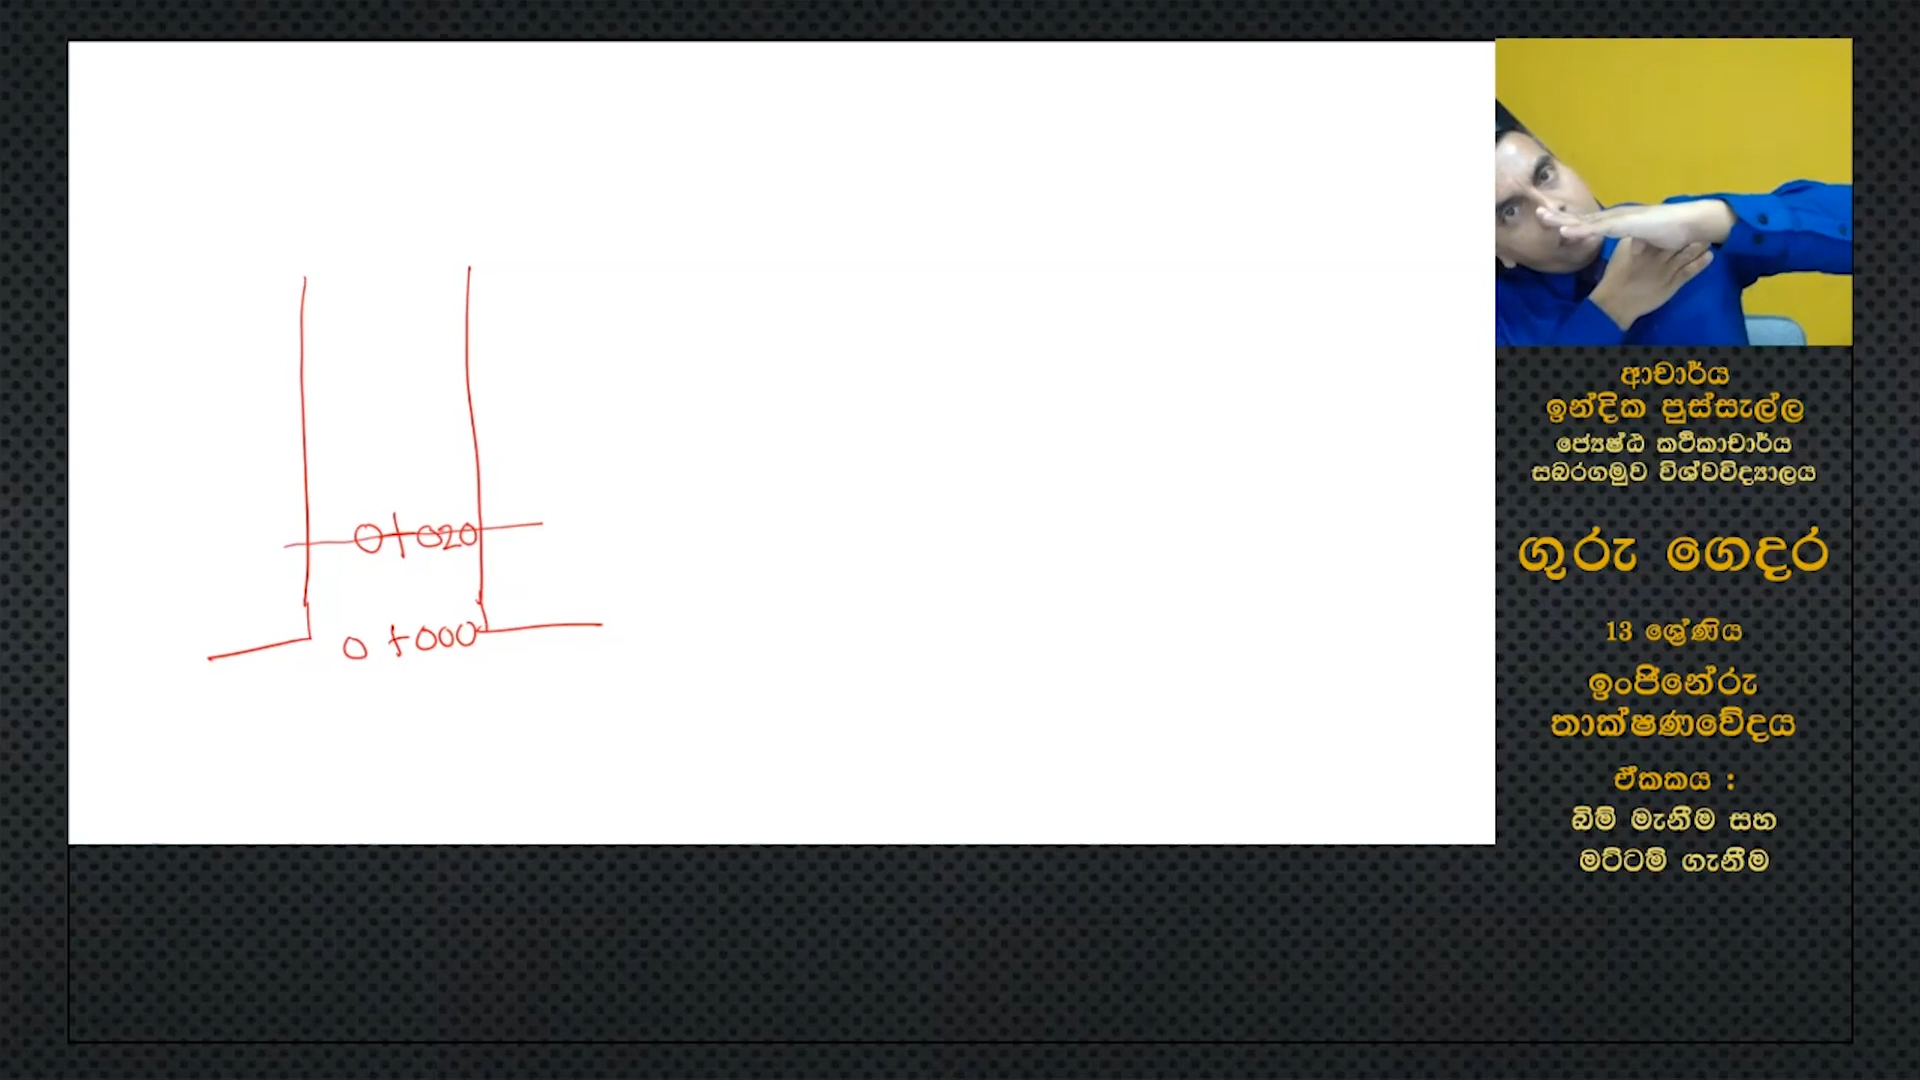 0+020
0+000
ආචාර්ය
ඉන්දික පුස්සැල්ල
ජ්‍යෙෂ්ඨ කථිකාචාර්ය
සබරගමුව විශ්වවිද්‍යාලය
ගුරු ගෙදර
13 ශ්‍රේණිය
ඉංජිනේරු
තාක්ෂණවේදය
ඒකකය :
බිම් මැනීම සහ
මට්ටම් ගැනීම